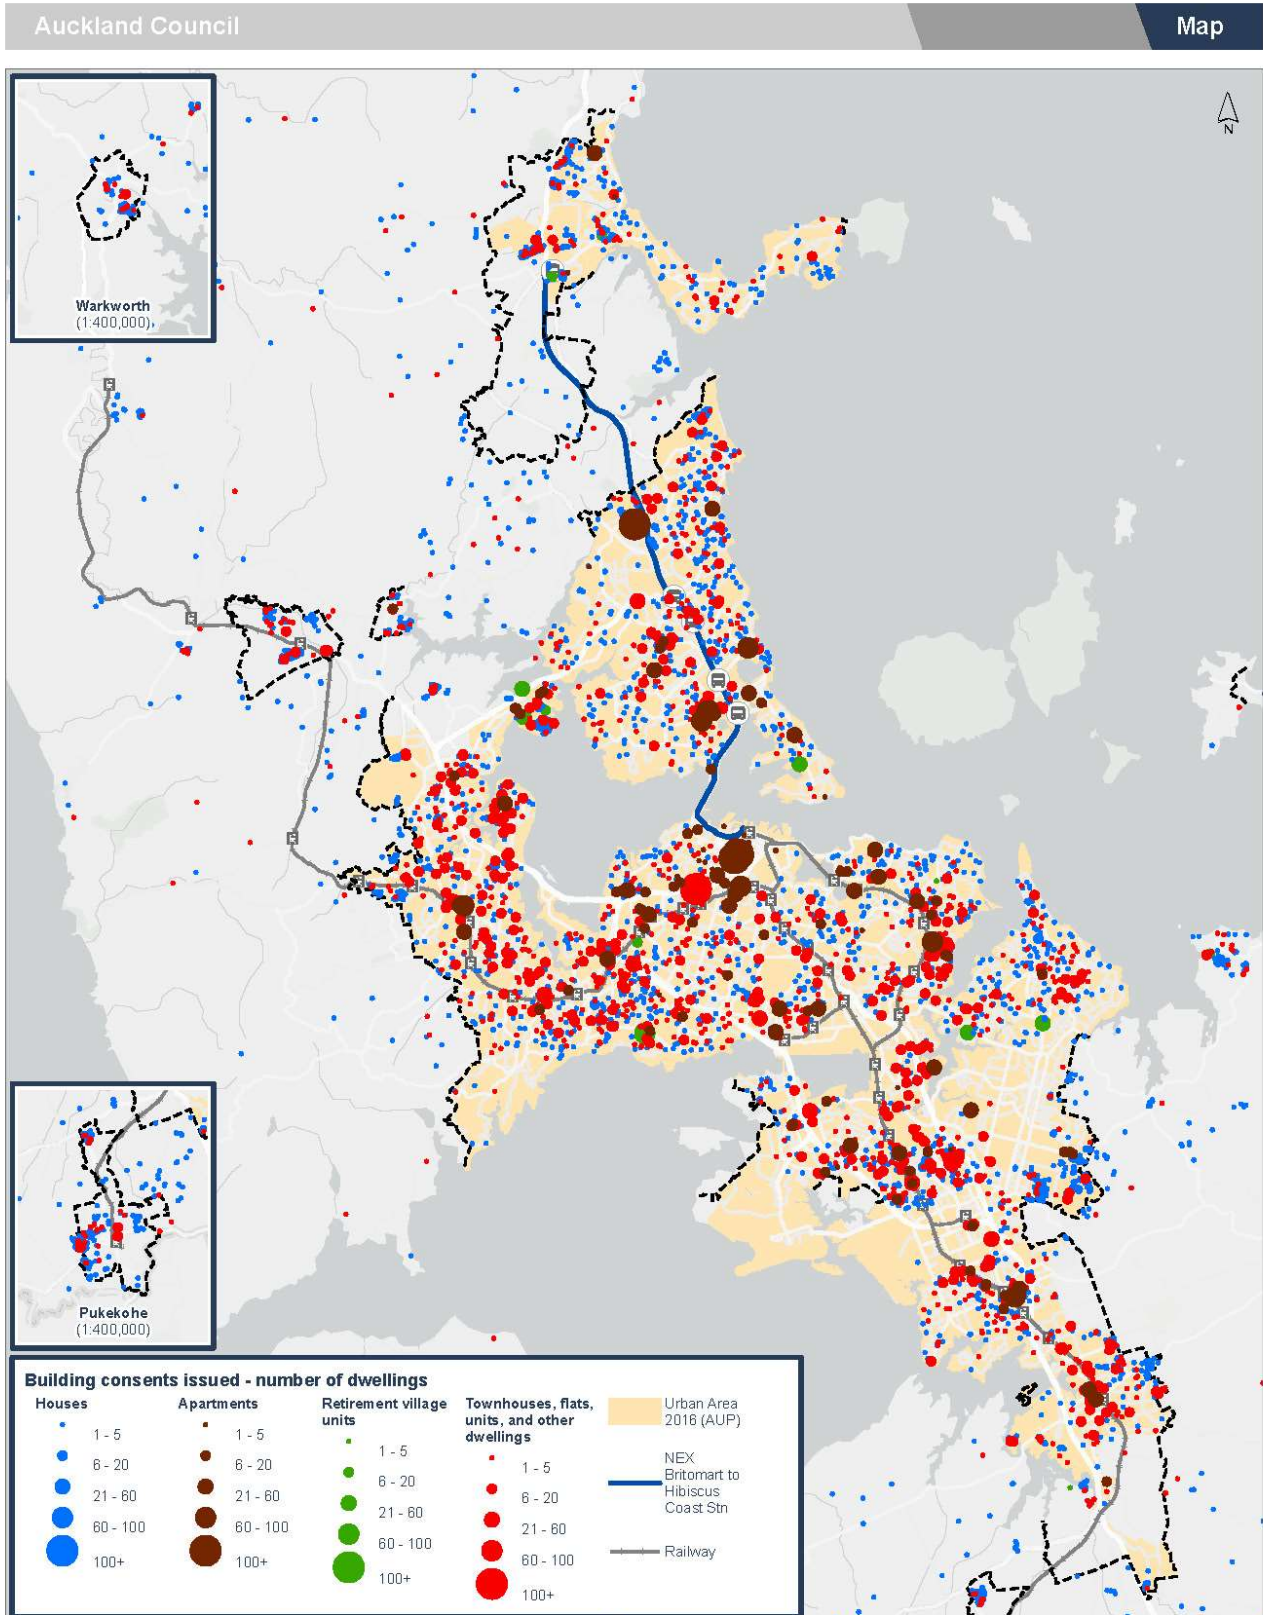 Auckland Council
Map
N
Warkworth
(1:400,000)
Pukekohe
(1:400,000)
Building consents issued - number of dwellings
Houses
1 - 5
6 - 20
21 - 60
60 - 100
100+
Apartments
1 - 5
6 - 20
21 - 60
60 - 100
100+
Retirement village
units
1 - 5
6 - 20
21 - 60
60 - 100
100+
Townhouses, flats,
units, and other
dwellings
1 - 5
6 - 20
21 - 60
60 - 100
100+
Urban Area
2016 (AUP)
NEX
Britomart to
Hibiscus
Coast Stn
Railway